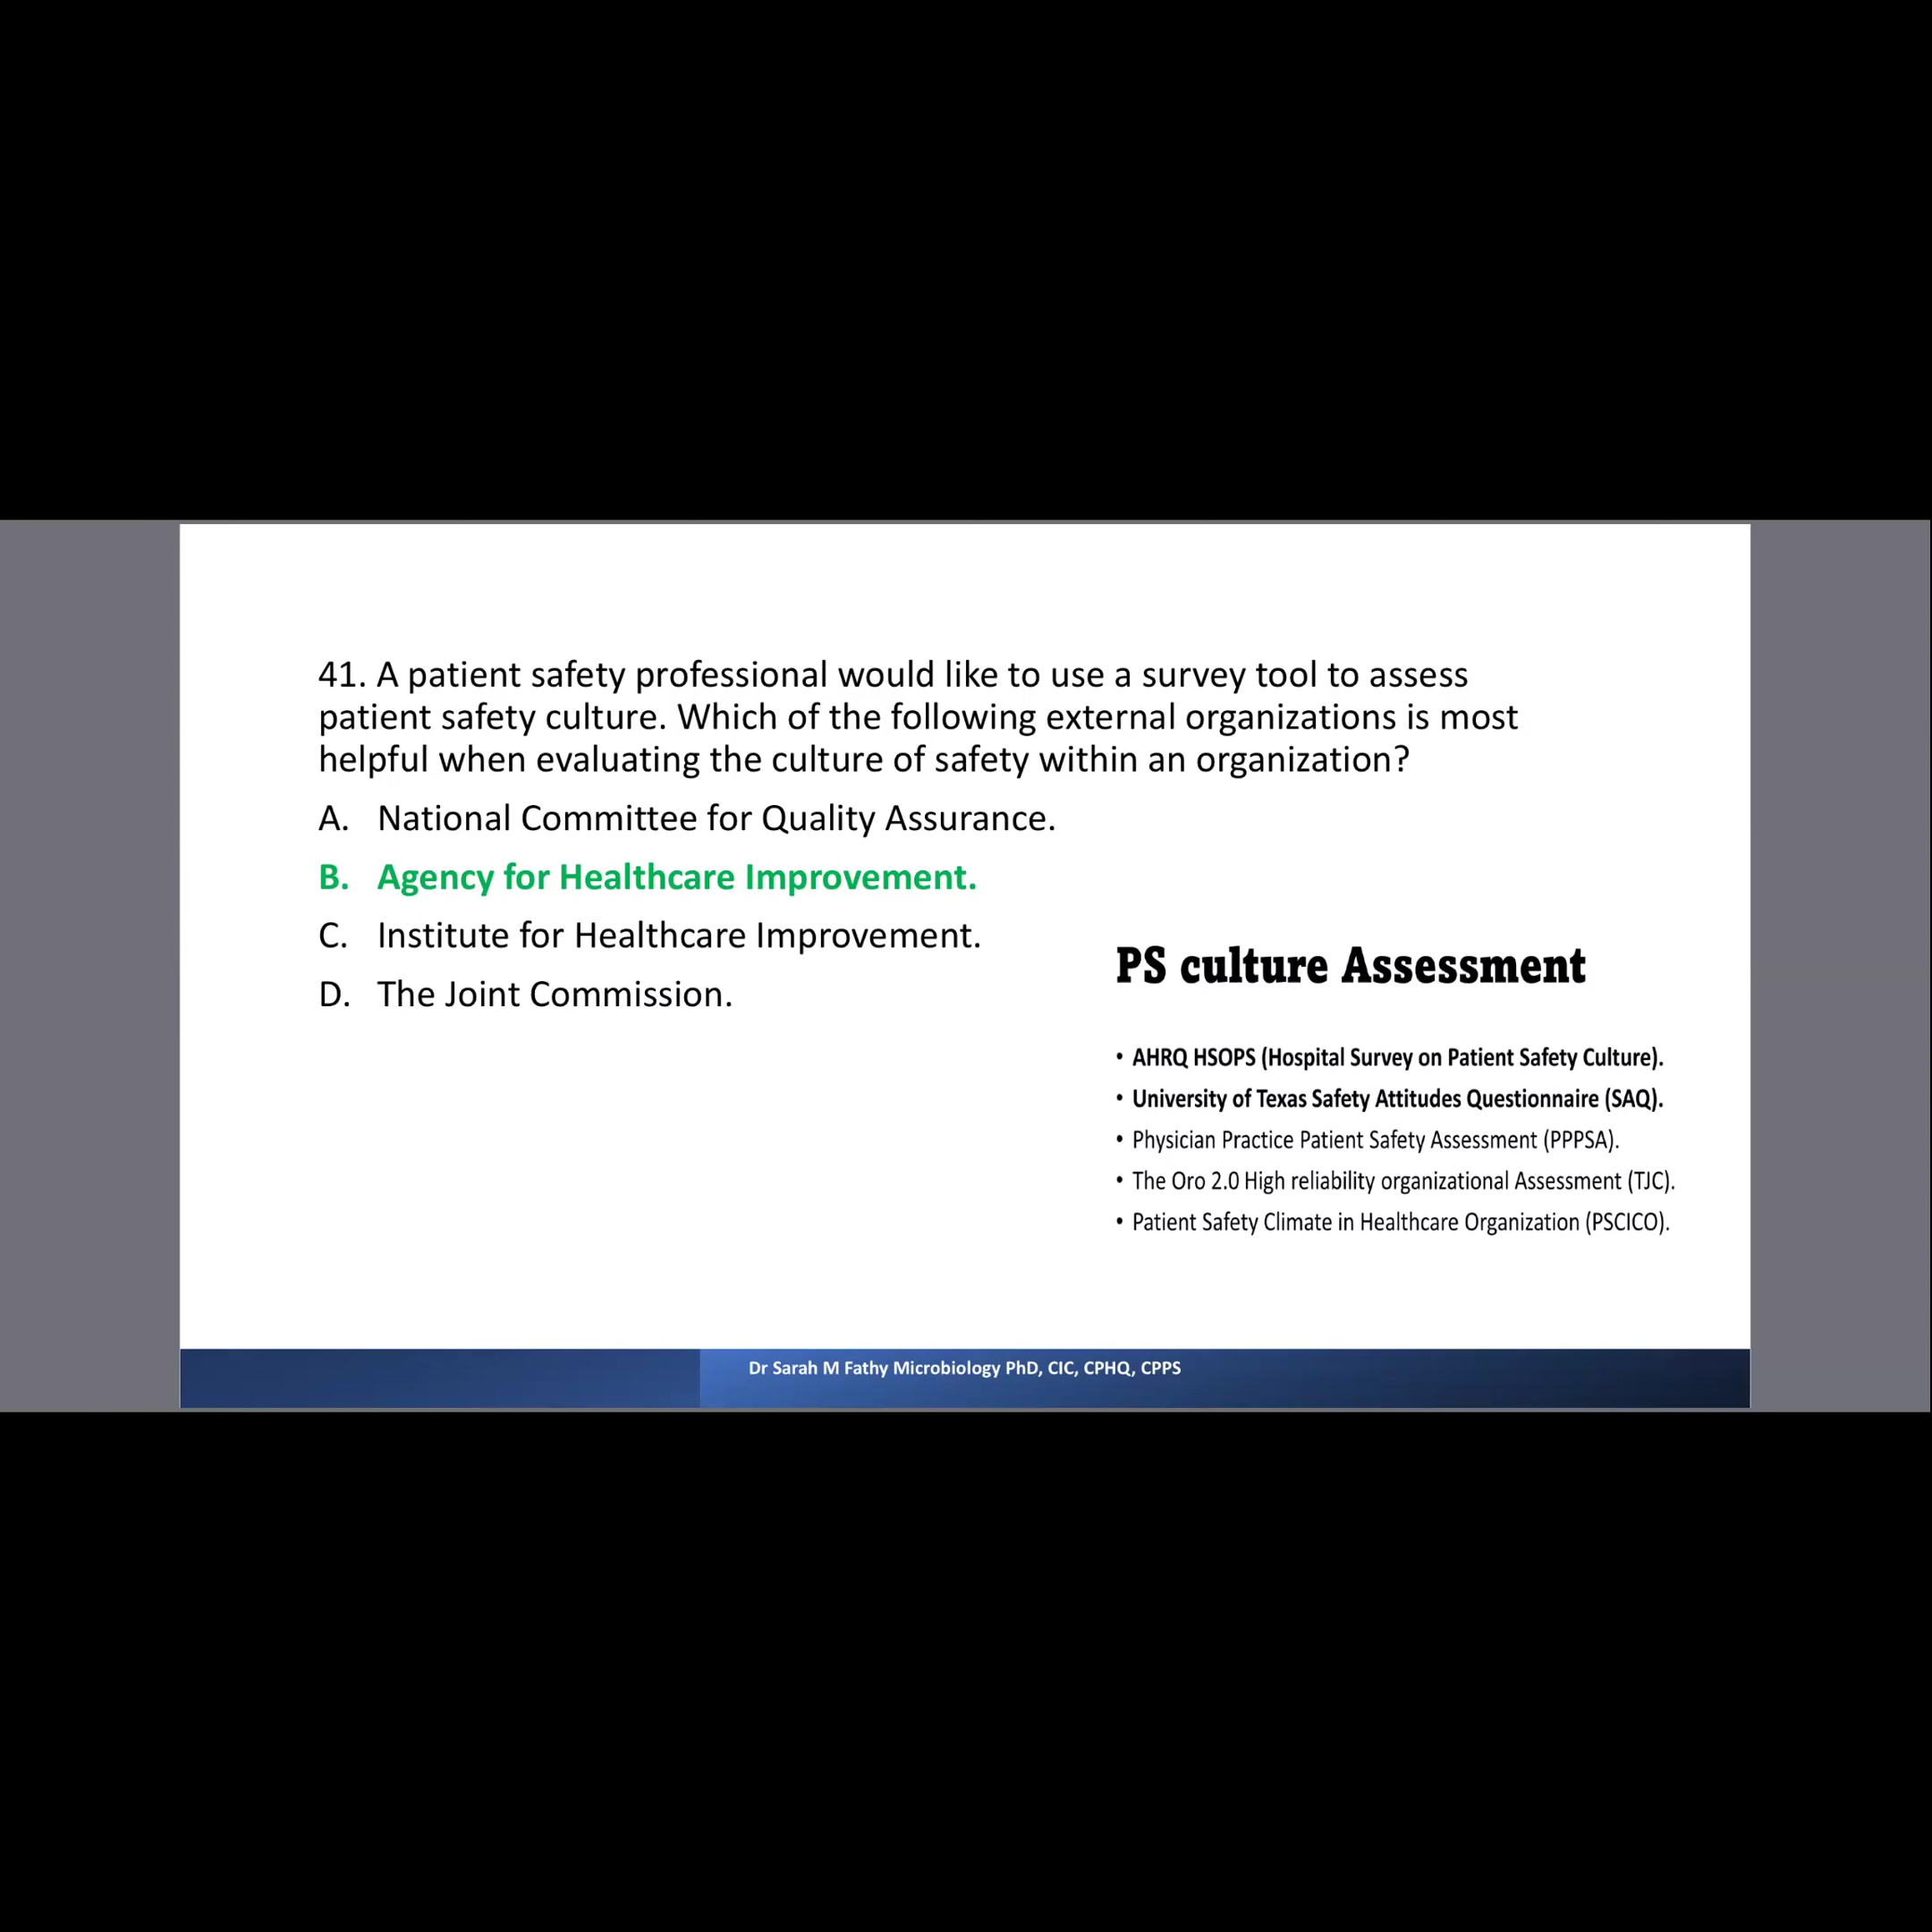 41. A patient safety professional would like to use a survey tool to assess
patient safety culture. Which of the following external organizations is most
helpful when evaluating the culture of safety within an organization?
A. National Committee for Quality Assurance.
B. Agency for Healthcare Improvement.
C. Institute for Healthcare Improvement.
D. The Joint Commission.
PS culture Assessment
• AHRQ HSOPS (Hospital Survey on Patient Safety Culture).
• University of Texas Safety Attitudes Questionnaire (SAQ).
• Physician Practice Patient Safety Assessment (PPPSA).
• The Oro 2.0 High reliability organizational Assessment (TJC).
• Patient Safety Climate in Healthcare Organization (PSCICO).
Dr Sarah M Fathy Microbiology PhD, CIC, CPHQ, CPPS